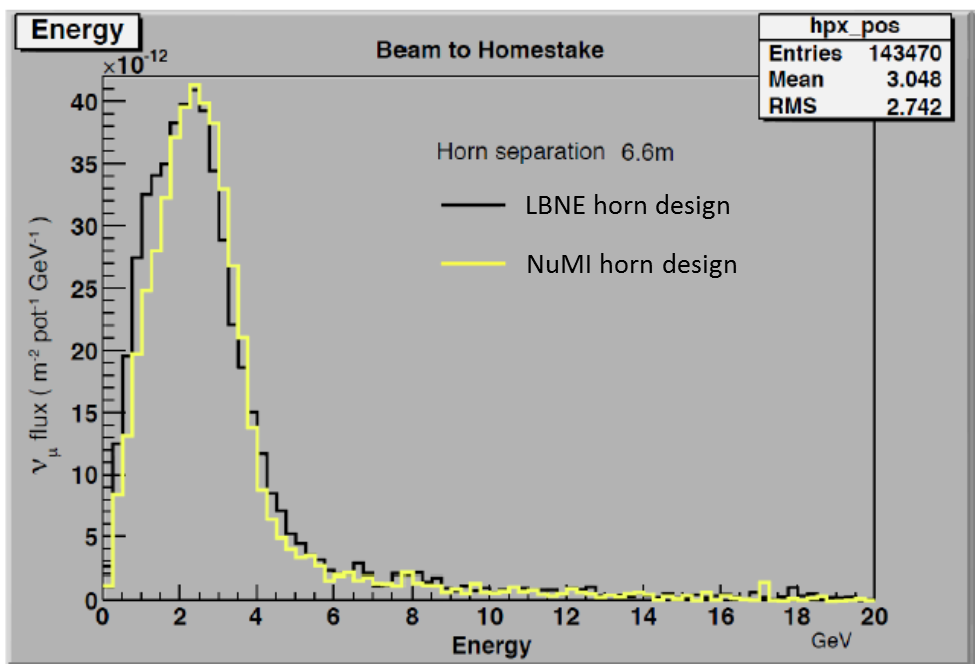 Energy
×10⁻¹²
Beam to Homestake
hpx_pos
Entries 143470
Mean 3.048
RMS 2.742
Horn separation 6.6m
LBNE horn design
NuMI horn design
νμ flux ( m⁻² pot⁻¹ GeV⁻¹ )
40
35
30
25
20
15
10
5
0
0 2 4 6 8 10 12 14 16 18 20
Energy
GeV